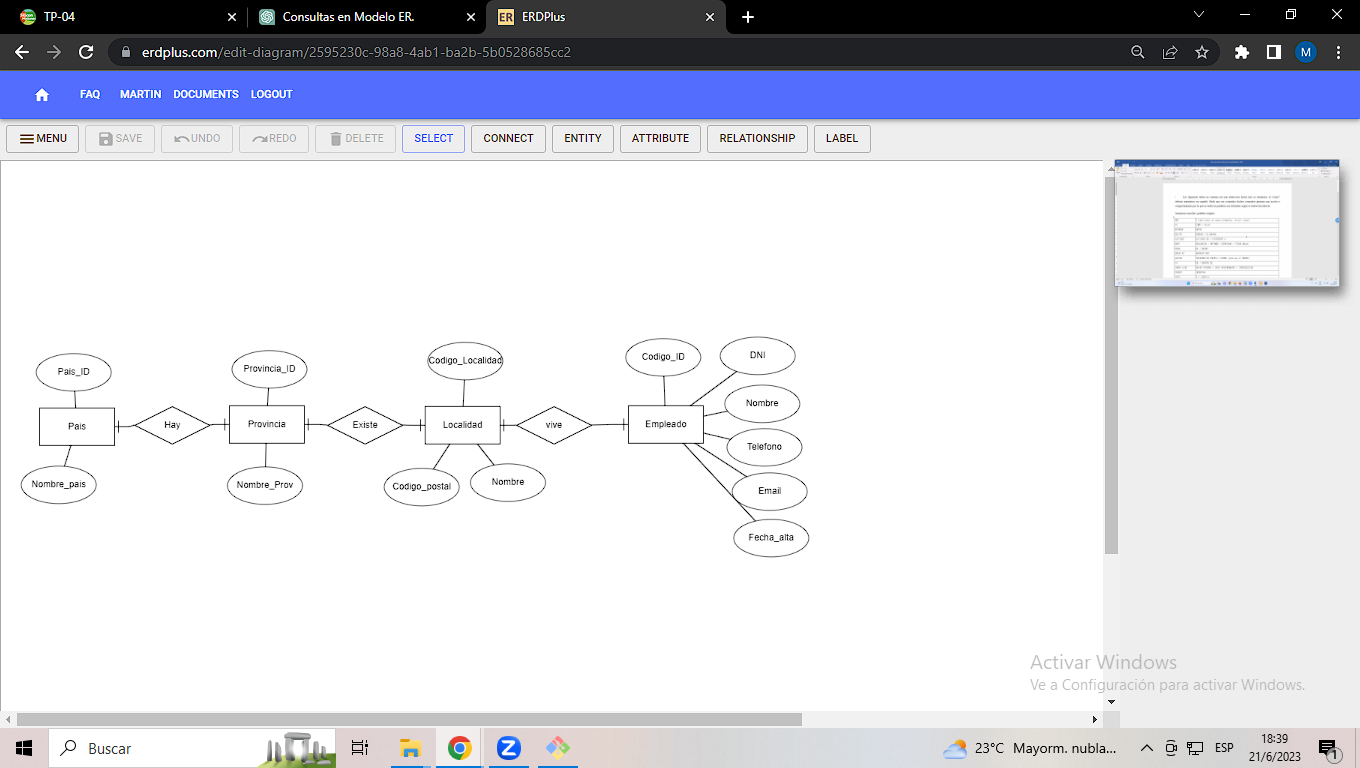 TP-04
Consultas en Modelo ER.
ER ERDPlus
erdplus.com/edit-diagram/2595230c-98a8-4ab1-ba2b-5b0528685cc2
M
FAQ MARTIN DOCUMENTS LOGOUT
MENU SAVE UNDO REDO DELETE SELECT CONNECT ENTITY ATTRIBUTE RELATIONSHIP LABEL
Pais_ID
Provincia_ID
Codigo_Localidad
Codigo_ID
DNI
Nombre
Pais
Hay
Provincia
Existe
Localidad
vive
Empleado
Telefono
Nombre_pais
Nombre_Prov
Codigo_postal
Nombre
Email
Fecha_alta
Activar Windows
Ve a Configuración para activar Windows.
Buscar
23°C Mayorm. nubla...
ESP
18:39
21/6/2023
1